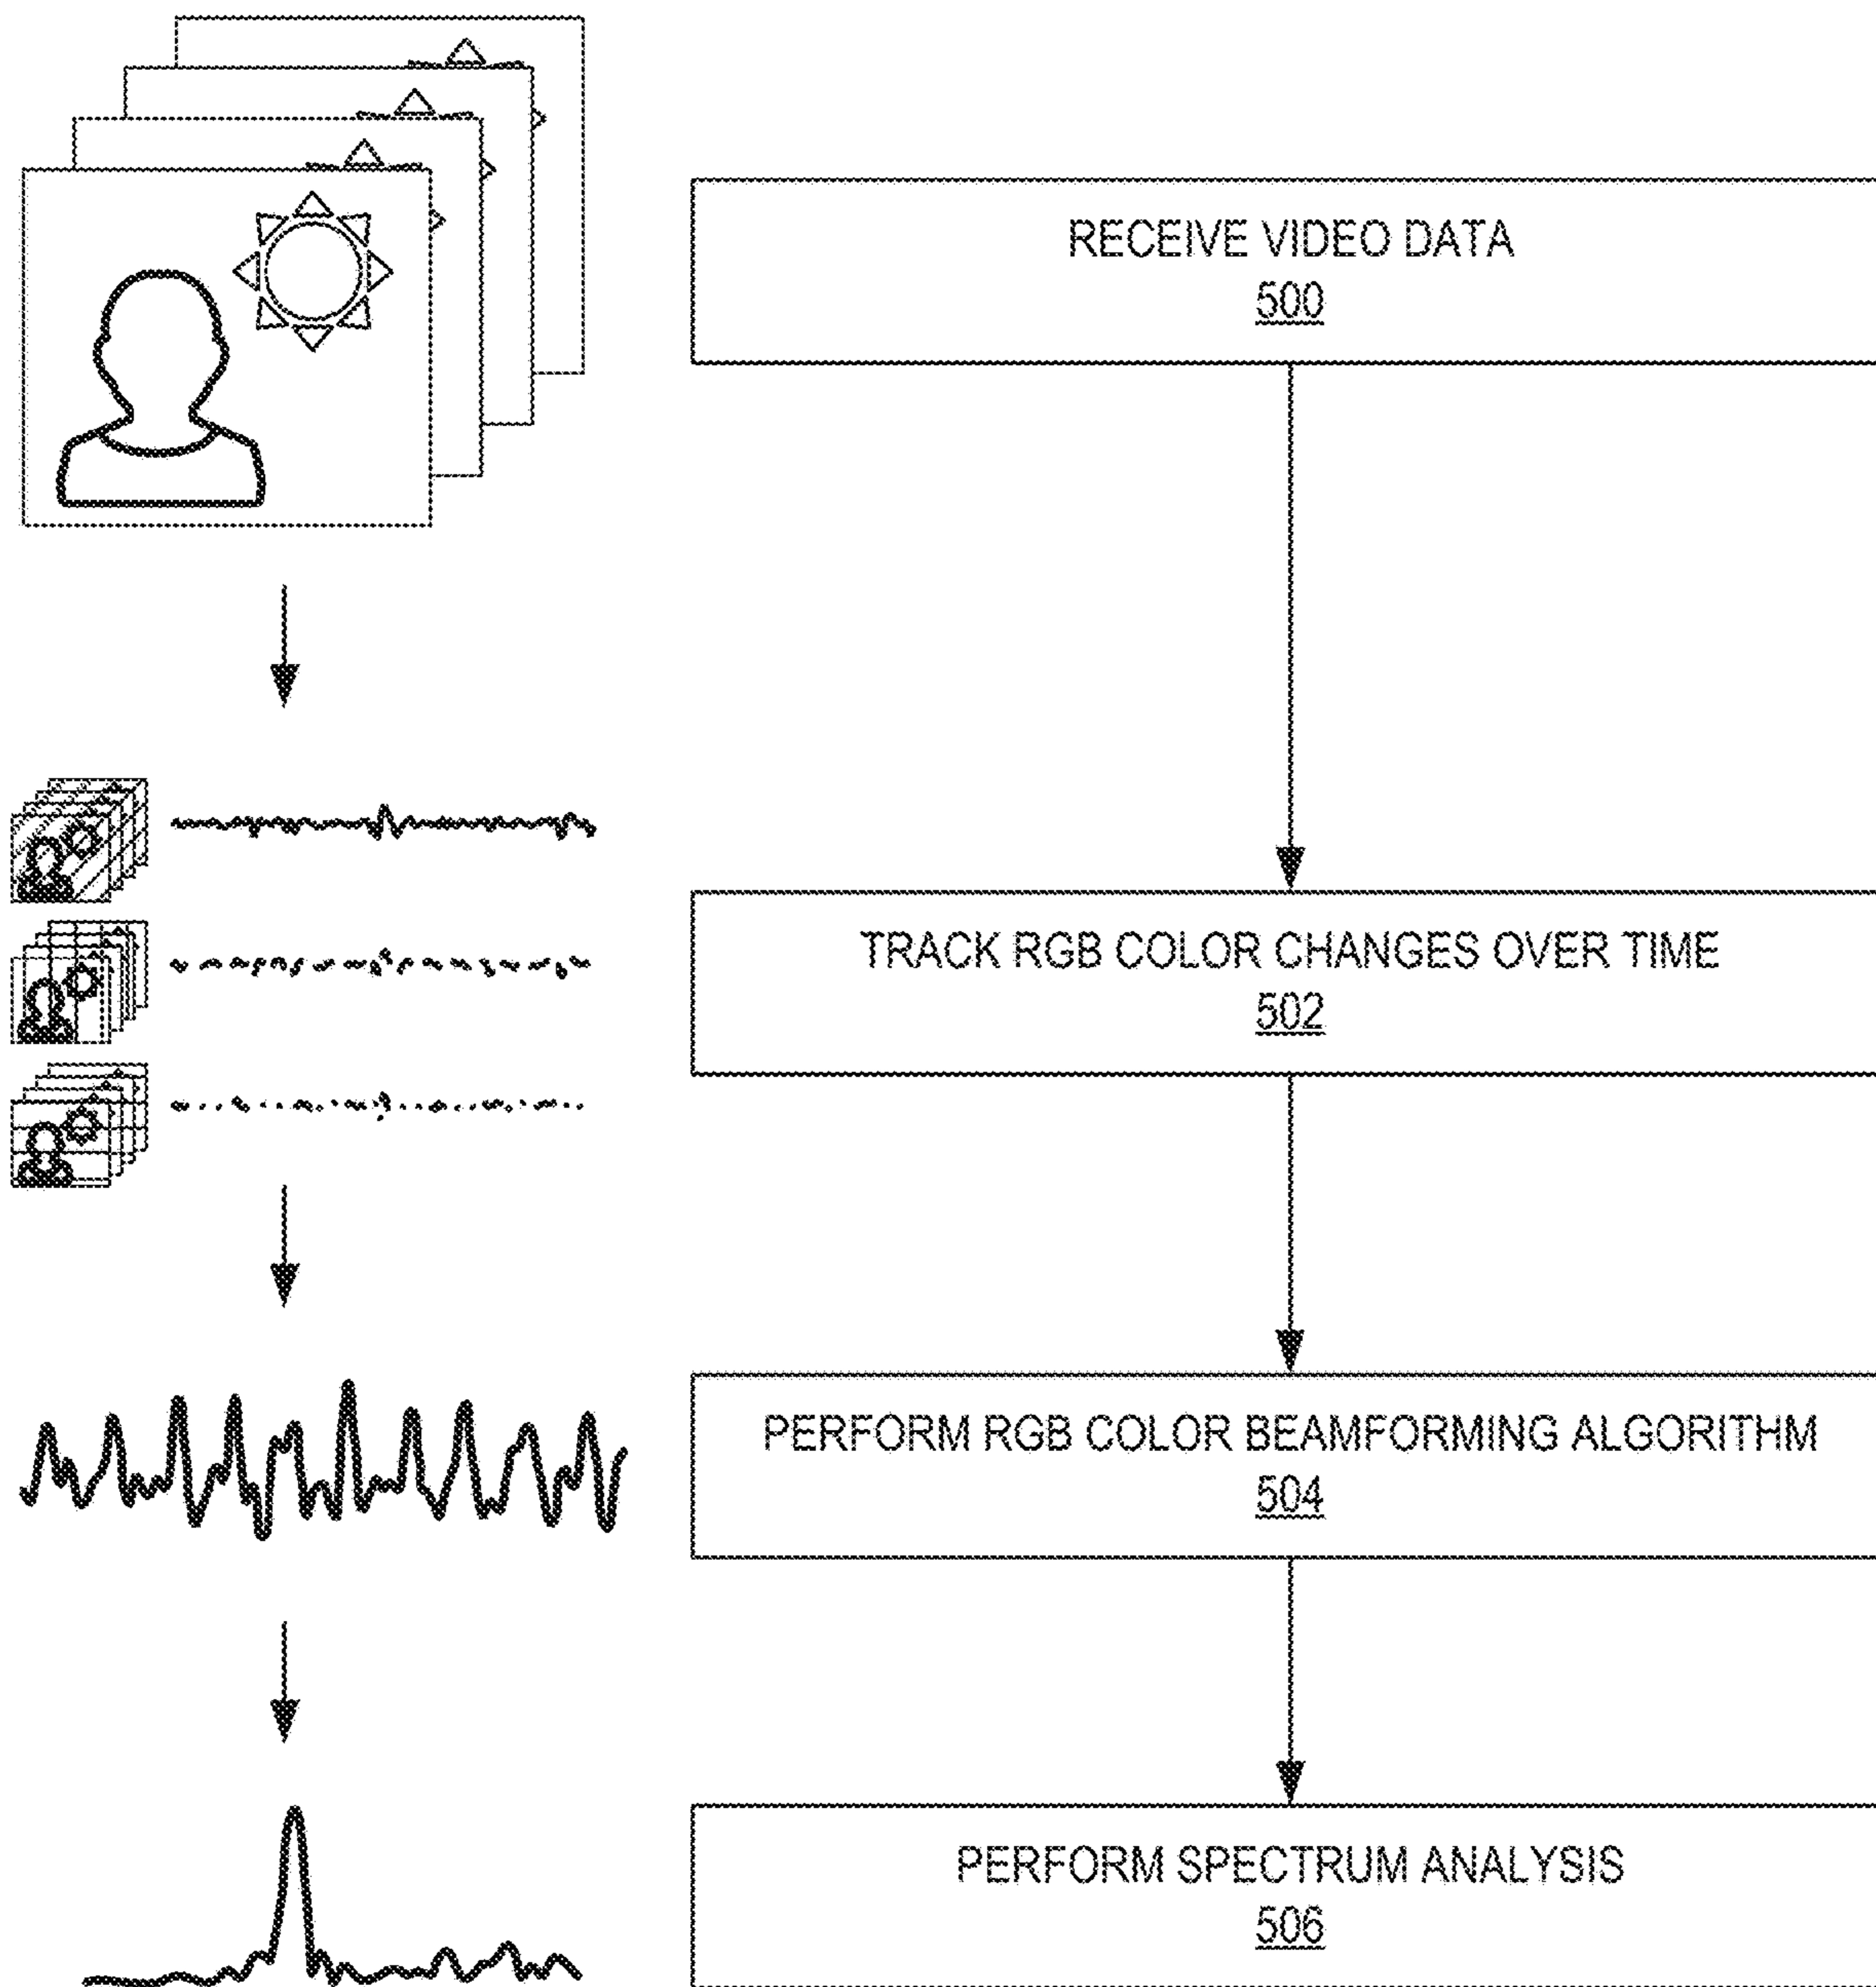 RECEIVE VIDEO DATA
500
TRACK RGB COLOR CHANGES OVER TIME
502
PERFORM RGB COLOR BEAMFORMING ALGORITHM
504
PERFORM SPECTRUM ANALYSIS
506